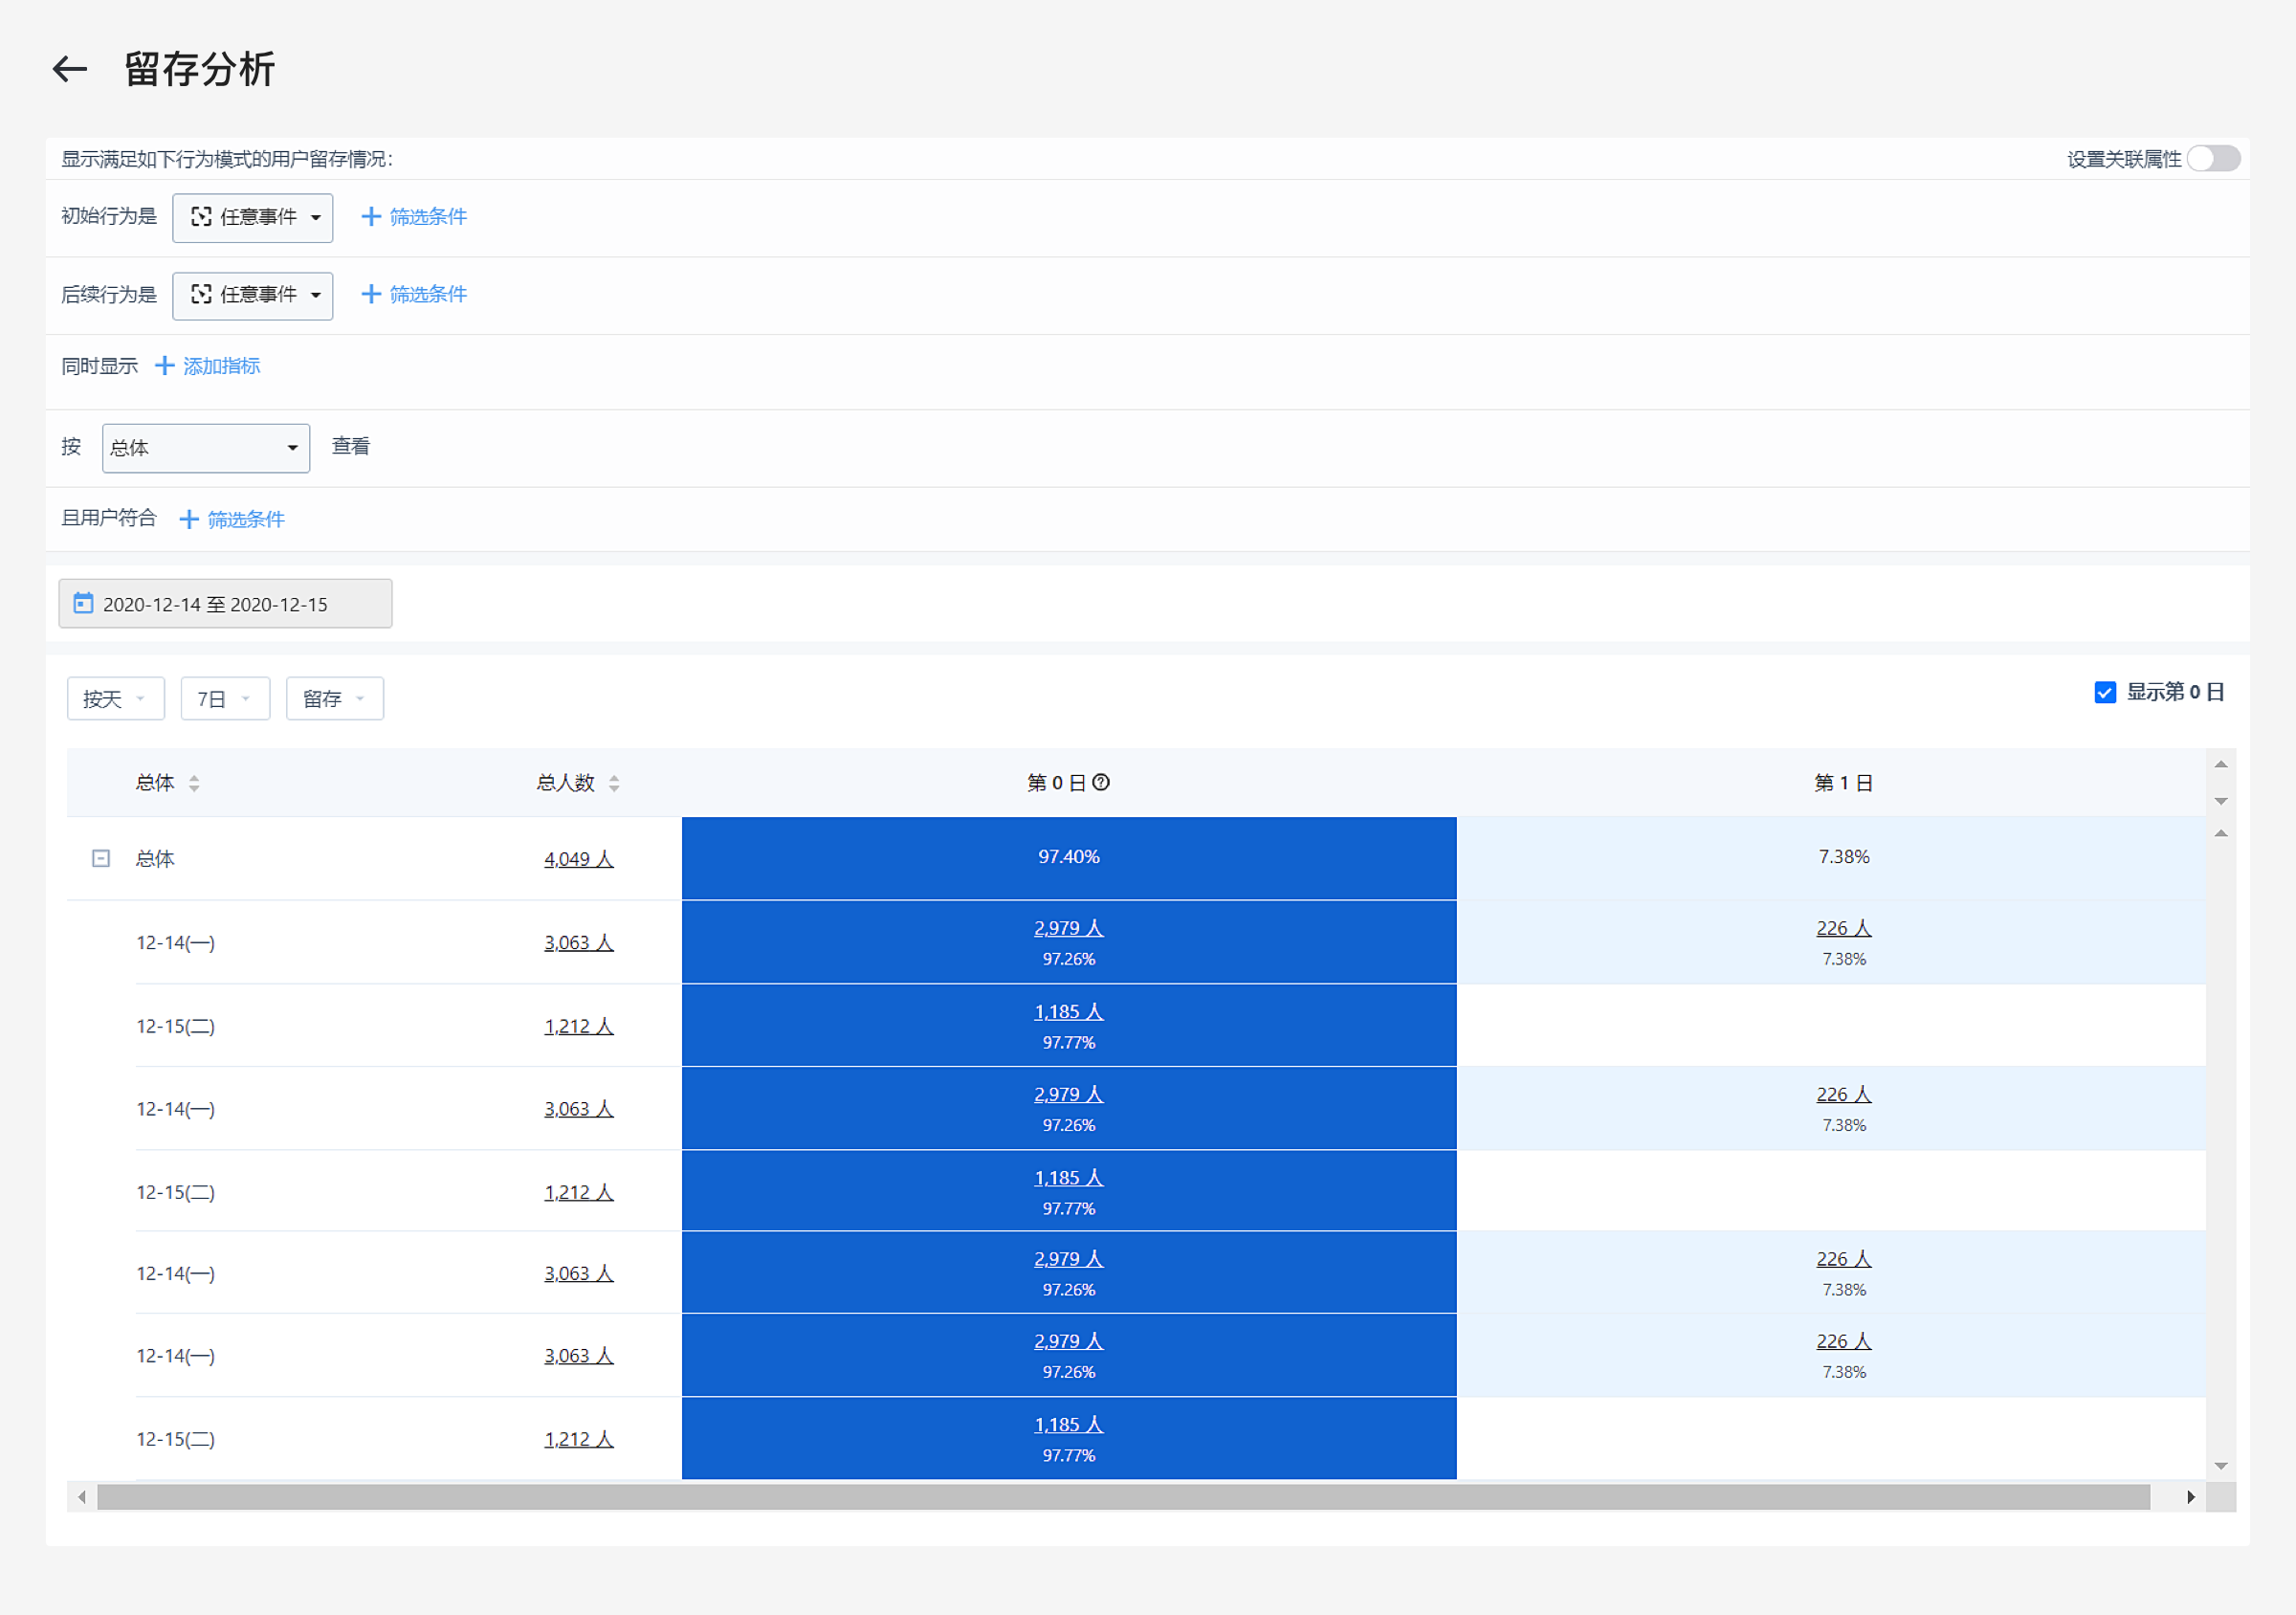 留存分析
显示满足如下行为模式的用户留存情况：
设置关联属性
初始行为是 任意事件 筛选条件
后续行为是 任意事件 筛选条件
同时显示 添加指标
按 总体 查看
且用户符合 筛选条件
2020-12-14 至 2020-12-15
按天 7日 留存
显示第 0 日
总体 总人数 第 0 日 第 1 日
总体 4,049 人 97.40% 7.38%
12-14(一) 3,063 人 2,979 人 226 人
97.26% 7.38%
12-15(二) 1,212 人 1,185 人
97.77%
12-14(一) 3,063 人 2,979 人 226 人
97.26% 7.38%
12-15(二) 1,212 人 1,185 人
97.77%
12-14(一) 3,063 人 2,979 人 226 人
97.26% 7.38%
12-14(一) 3,063 人 2,979 人 226 人
97.26% 7.38%
12-15(二) 1,212 人 1,185 人
97.77%